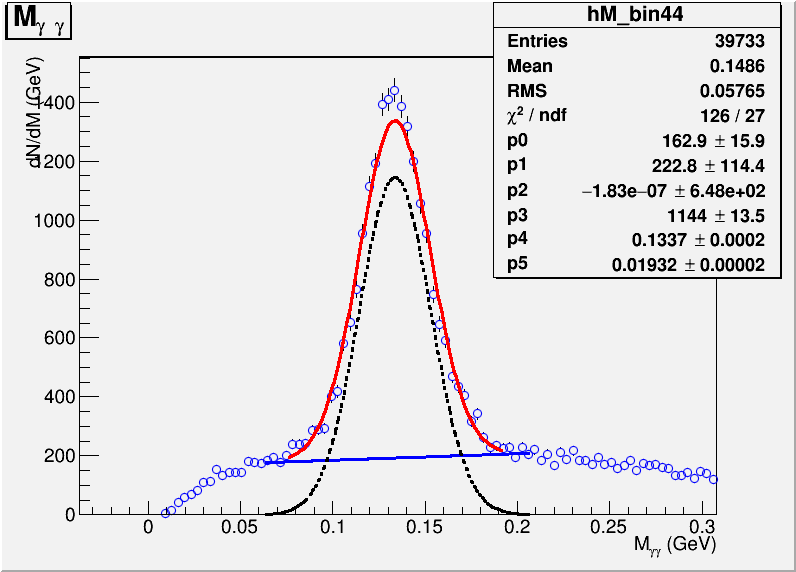 M γ γ
hM_bin44
Entries 39733
Mean 0.1486
RMS 0.05765
χ² / ndf 126 / 27
p0 162.9 ± 15.9
p1 222.8 ± 114.4
p2 −1.83e−07 ± 6.48e+02
p3 1144 ± 13.5
p4 0.1337 ± 0.0002
p5 0.01932 ± 0.00002
dN/dM (GeV)
1400
1200
1000
800
600
400
200
0
0 0.05 0.1 0.15 0.2 0.25 0.3
Mγγ (GeV)